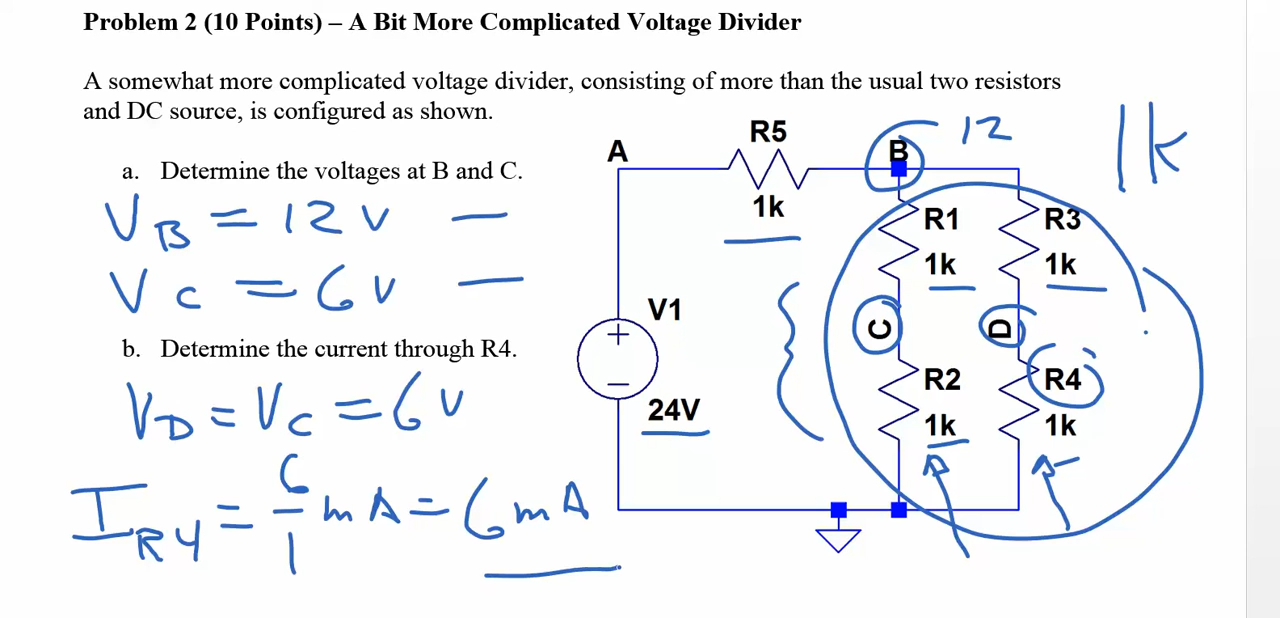 Problem 2 (10 Points) – A Bit More Complicated Voltage Divider
A somewhat more complicated voltage divider, consisting of more than the usual two resistors
and DC source, is configured as shown.
a. Determine the voltages at B and C.
V_B = 12 V
V_C = 6 V
b. Determine the current through R4.
V_D = V_C = 6 V
I_R4 = 6/1 mA = 6 mA
A
R5
1k
B
12
1k
R1
1k
R3
1k
V1
24V
C
D
R2
1k
R4
1k
+
−